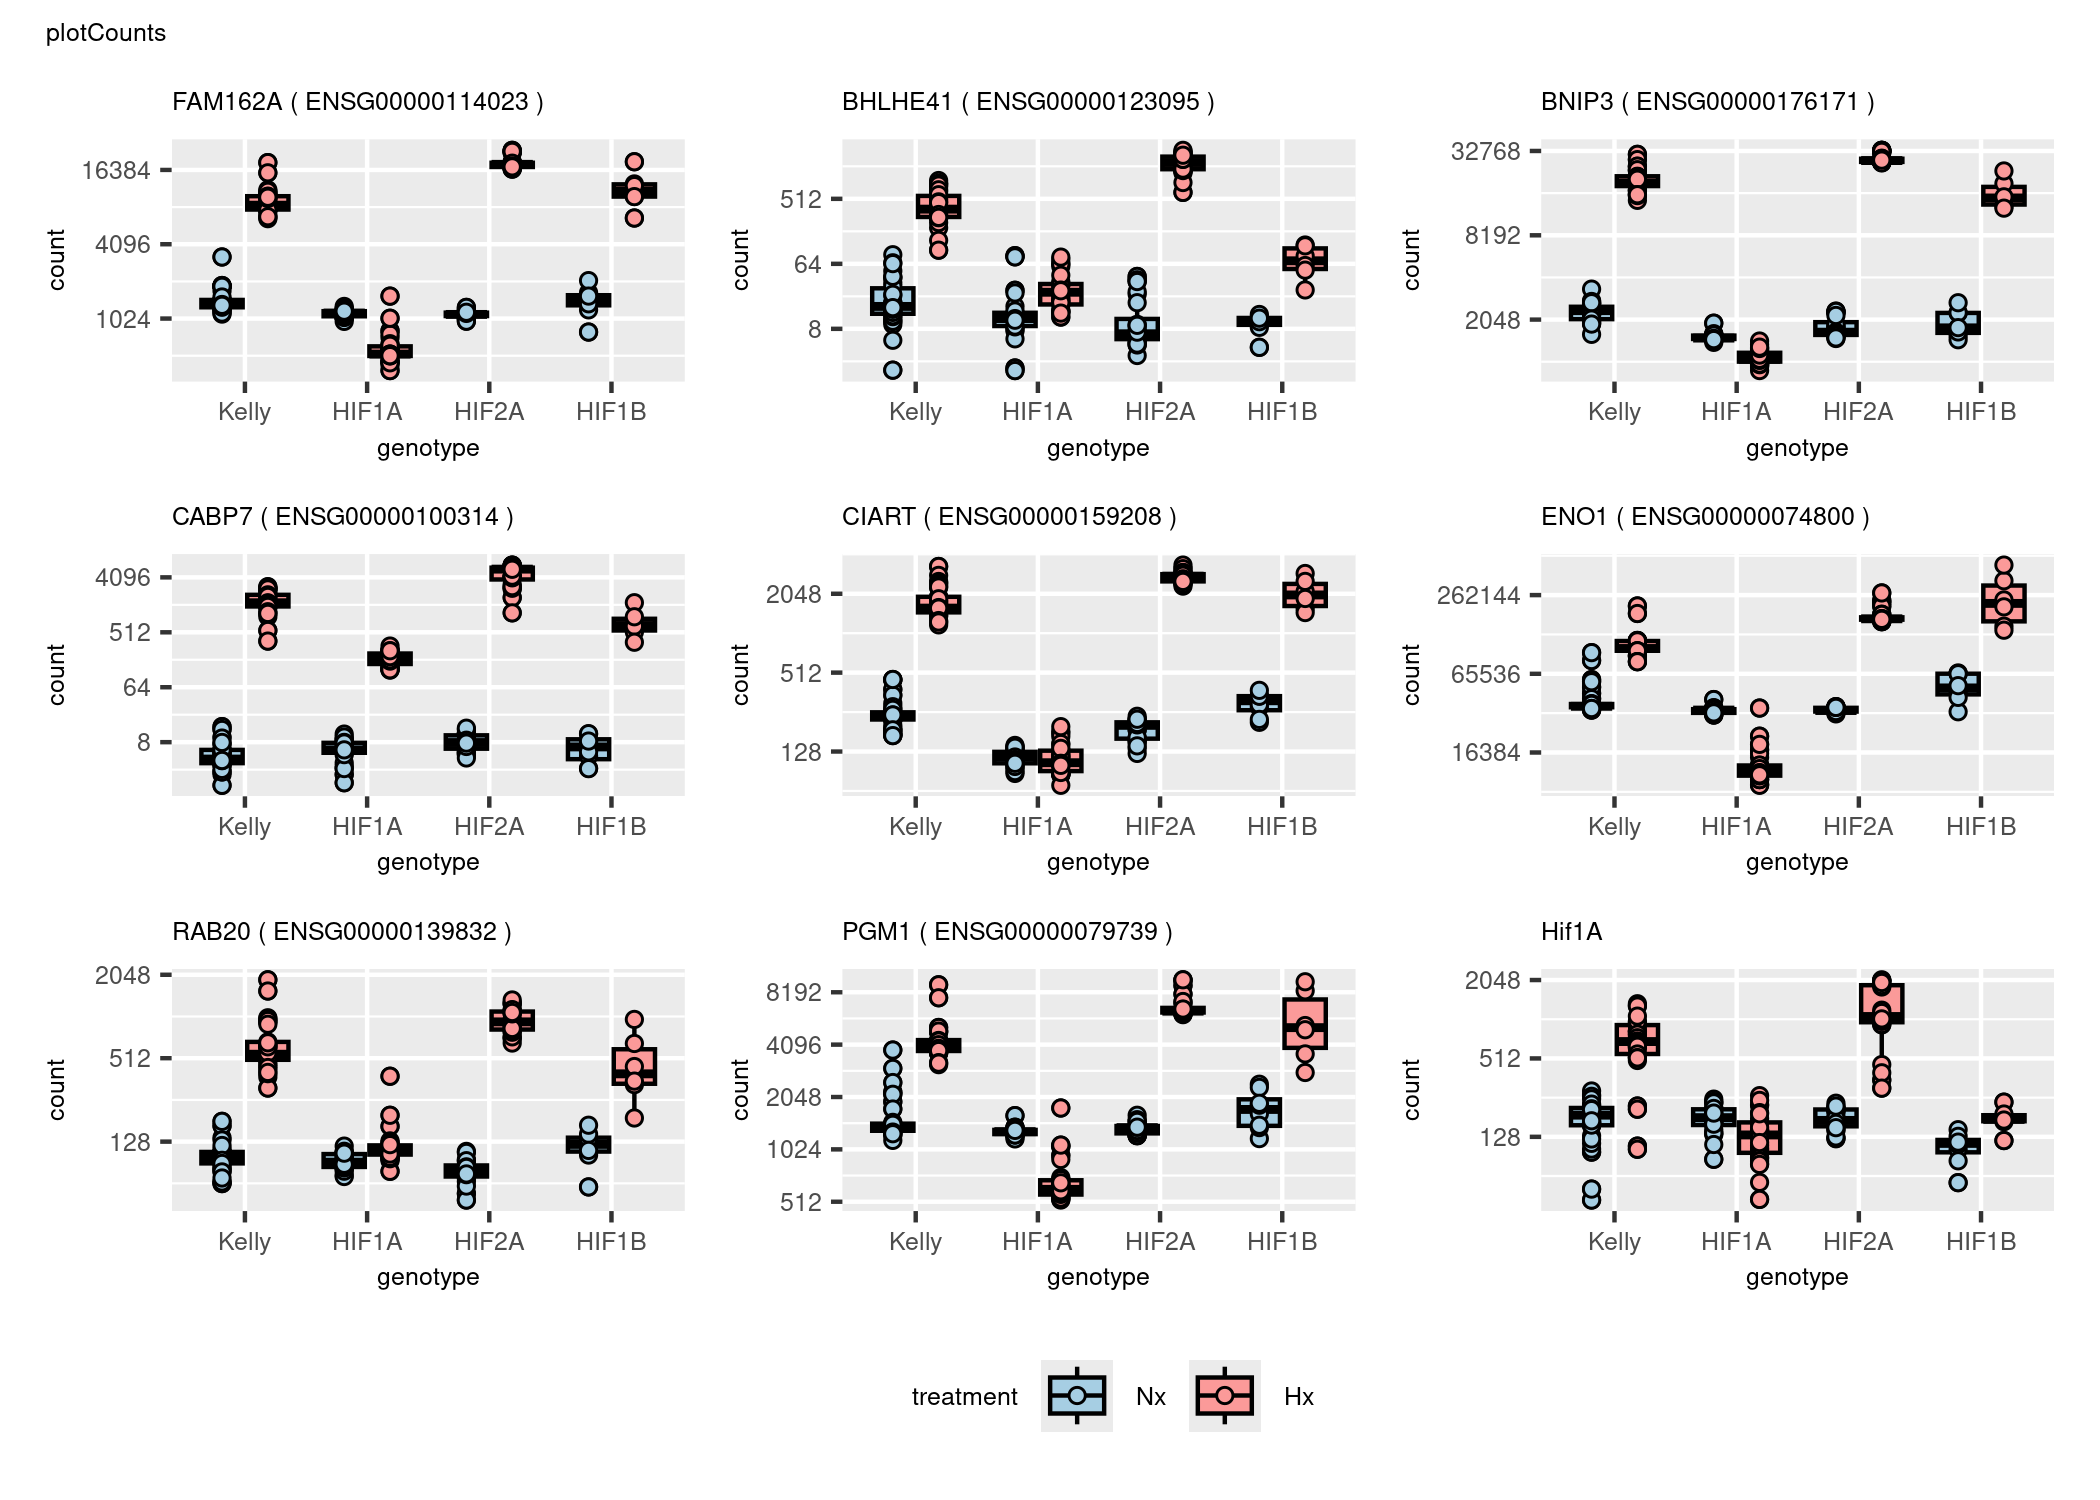 plotCounts
FAM162A ( ENSG00000114023 )
count
16384
4096
1024
Kelly HIF1A HIF2A HIF1B
genotype
BHLHE41 ( ENSG00000123095 )
count
512
64
8
Kelly HIF1A HIF2A HIF1B
genotype
BNIP3 ( ENSG00000176171 )
count
32768
8192
2048
Kelly HIF1A HIF2A HIF1B
genotype
CABP7 ( ENSG00000100314 )
count
4096
512
64
8
Kelly HIF1A HIF2A HIF1B
genotype
CIART ( ENSG00000159208 )
count
2048
512
128
Kelly HIF1A HIF2A HIF1B
genotype
ENO1 ( ENSG00000074800 )
count
262144
65536
16384
Kelly HIF1A HIF2A HIF1B
genotype
RAB20 ( ENSG00000139832 )
count
2048
512
128
Kelly HIF1A HIF2A HIF1B
genotype
PGM1 ( ENSG00000079739 )
count
8192
4096
2048
1024
512
Kelly HIF1A HIF2A HIF1B
genotype
Hif1A
count
2048
512
128
Kelly HIF1A HIF2A HIF1B
genotype
treatment Nx Hx